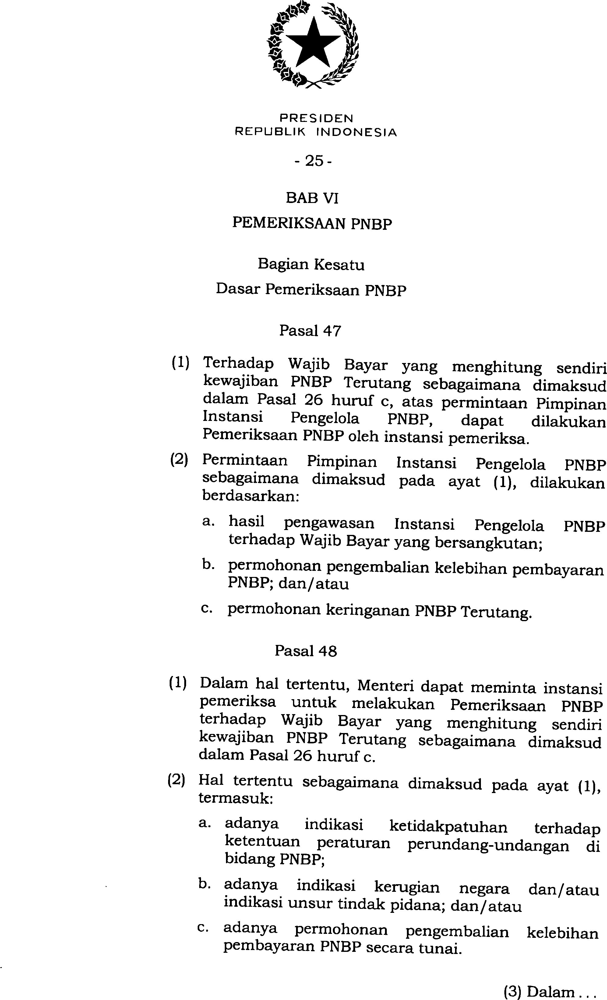 PRESIDEN
REPUBLIK INDONESIA
- 25 -
BAB VI
PEMERIKSAAN PNBP
Bagian Kesatu
Dasar Pemeriksaan PNBP
Pasal 47
(1) Terhadap Wajib Bayar yang menghitung sendiri
kewajiban PNBP Terutang sebagaimana dimaksud
dalam Pasal 26 huruf c, atas permintaan Pimpinan
Instansi Pengelola PNBP, dapat dilakukan
Pemeriksaan PNBP oleh instansi pemeriksa.
(2) Permintaan Pimpinan Instansi Pengelola PNBP
sebagaimana dimaksud pada ayat (1), dilakukan
berdasarkan:
a. hasil pengawasan Instansi Pengelola PNBP
terhadap Wajib Bayar yang bersangkutan;
b. permohonan pengembalian kelebihan pembayaran
PNBP; dan/atau
c. permohonan keringanan PNBP Terutang.
Pasal 48
(1) Dalam hal tertentu, Menteri dapat meminta instansi
pemeriksa untuk melakukan Pemeriksaan PNBP
terhadap Wajib Bayar yang menghitung sendiri
kewajiban PNBP Terutang sebagaimana dimaksud
dalam Pasal 26 huruf c.
(2) Hal tertentu sebagaimana dimaksud pada ayat (1),
termasuk:
a. adanya indikasi ketidakpatuhan terhadap
ketentuan peraturan perundang-undangan di
bidang PNBP;
b. adanya indikasi kerugian negara dan/atau
indikasi unsur tindak pidana; dan/atau
c. adanya permohonan pengembalian kelebihan
pembayaran PNBP secara tunai.
(3) Dalam . . .